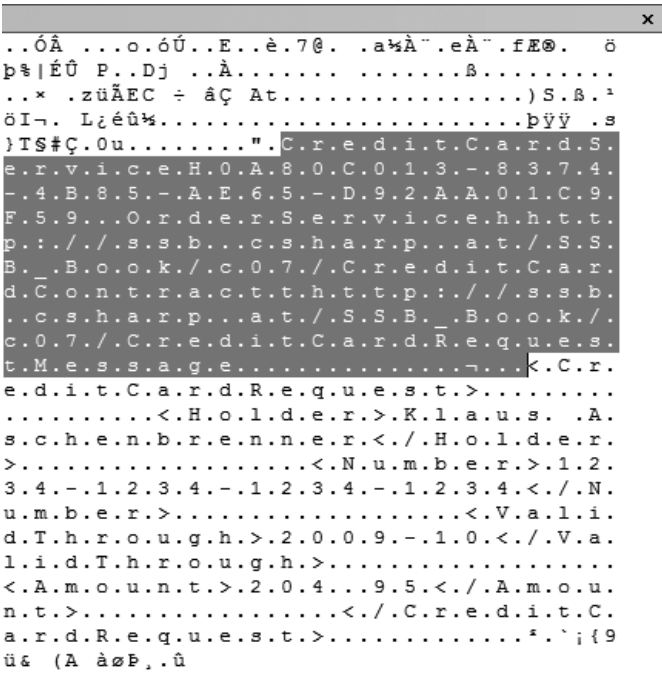 ..ÓÂ ...o.óÚ..E..è.7@. .a¾À¨.eÀ¨.fÆ®. ö
þ%|ÉÛ P..Dj ..À....... .......ß.........
..× .züÃEC ÷ âÇ At...............)S.ß.¹
öI¬. L¿éû¾.......................þÿÿ .s
}T$#Ç.0u........".C.r.e.d.i.t.C.a.r.d.S.
e.r.v.i.c.e.H.0.A.8.0.C.0.1.3.-.8.3.7.4.
-.4.B.8.5.-.A.E.6.5.-.D.9.2.A.A.0.1.C.9.
F.5.9...O.r.d.e.r.S.e.r.v.i.c.e.h.h.t.t.
p.:././.s.s.b...c.s.h.a.r.p...a.t./.S.S.
B._.B.o.o.k./.c.0.7./.C.r.e.d.i.t.C.a.r.
d.C.o.n.t.r.a.c.t.t.h.t.t.p.:././.s.s.b.
..c.s.h.a.r.p...a.t./.S.S.B._.B.o.o.k./.
c.0.7./.C.r.e.d.i.t.C.a.r.d.R.e.q.u.e.s.
t.M.e.s.s.a.g.e...............¬...<.C.r.
e.d.i.t.C.a.r.d.R.e.q.u.e.s.t.>.........
..........<.H.o.l.d.e.r.>.K.l.a.u.s. .A.
s.c.h.e.n.b.r.e.n.n.e.r.<./.H.o.l.d.e.r.
>...................<.N.u.m.b.e.r.>.1.2.
3.4.-.1.2.3.4.-.1.2.3.4.-.1.2.3.4.<./.N.
u.m.b.e.r.>...................<.V.a.l.i.
d.T.h.r.o.u.g.h.>.2.0.0.9.-.1.0.<./.V.a.
l.i.d.T.h.r.o.u.g.h.>...................
<.A.m.o.u.n.t.>.2.0.4...9.5.<./.A.m.o.u.
n.t.>.................<./.C.r.e.d.i.t.C.
a.r.d.R.e.q.u.e.s.t.>..............².`¡{9
ü& (A àøÞ¸.û